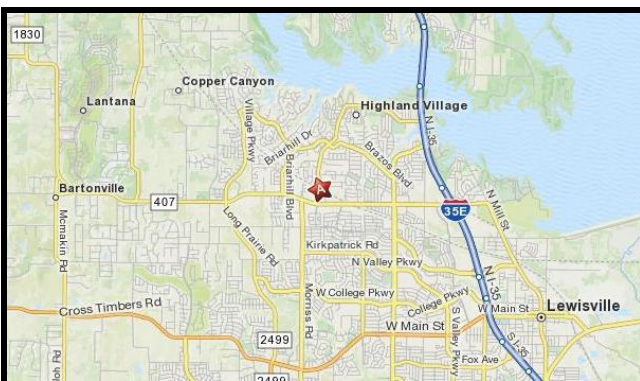 1830
Copper Canyon
Lantana
Highland Village
Village Pkwy
N I-35
Briarhill Dr
Brazos Blvd
Briarhill Blvd
Bartonville
A
407
35E
N Mill St
Mcmakin Rd
Long Prairie Rd
Kirkpatrick Rd
N Valley Pkwy
N I-35
W College Pkwy
College Pkwy
Cross Timbers Rd
Morriss Rd
W Main St
Lewisville
W Main St
S Valley Pkwy
S I-35
2499
Fox Ave
2499